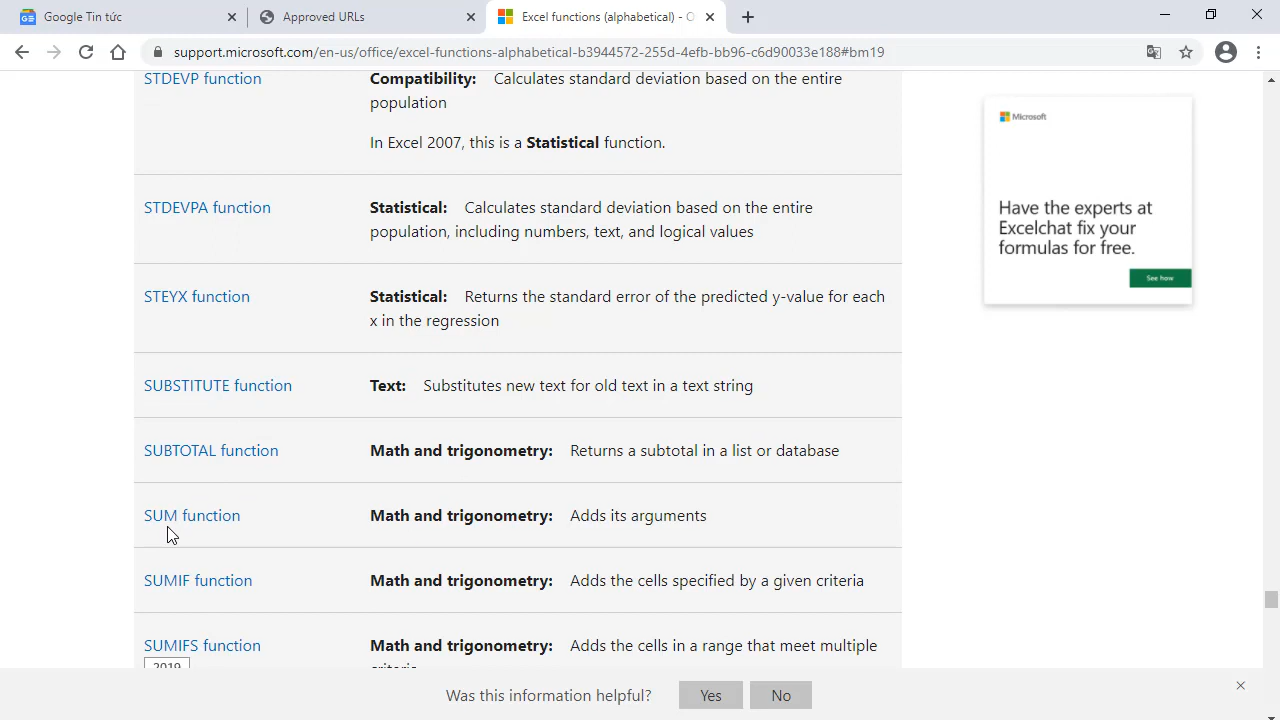 Google Tin tức
Approved URLs
Excel functions (alphabetical) - O
support.microsoft.com/en-us/office/excel-functions-alphabetical-b3944572-255d-4efb-bb96-c6d90033e188#bm19
STDEVP function
Compatibility: Calculates standard deviation based on the entire
population
In Excel 2007, this is a Statistical function.
STDEVPA function
Statistical: Calculates standard deviation based on the entire
population, including numbers, text, and logical values
STEYX function
Statistical: Returns the standard error of the predicted y-value for each
x in the regression
SUBSTITUTE function
Text: Substitutes new text for old text in a text string
SUBTOTAL function
Math and trigonometry: Returns a subtotal in a list or database
SUM function
Math and trigonometry: Adds its arguments
SUMIF function
Math and trigonometry: Adds the cells specified by a given criteria
SUMIFS function
2019
Math and trigonometry: Adds the cells in a range that meet multiple
criteria
Microsoft
Have the experts at
Excelchat fix your
formulas for free.
See how
Was this information helpful?
Yes
No